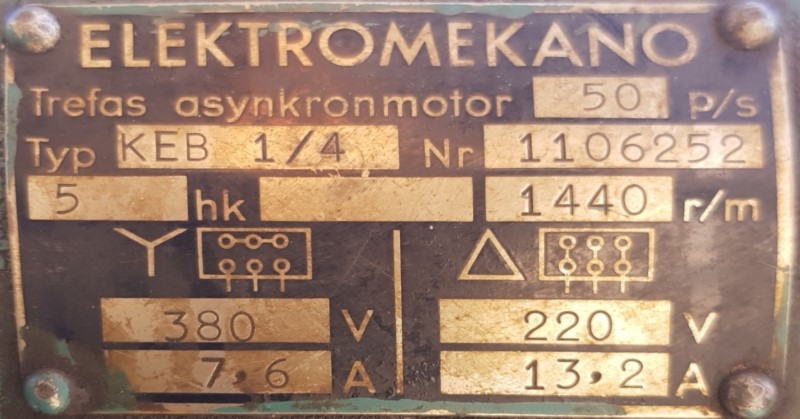 ELEKTROMEKANO
Trefas asynkronmotor 50 p/s
Typ KEB 1/4 Nr 1106252
5 hk 1440 r/m
380 V 220 V
7,6 A 13,2 A